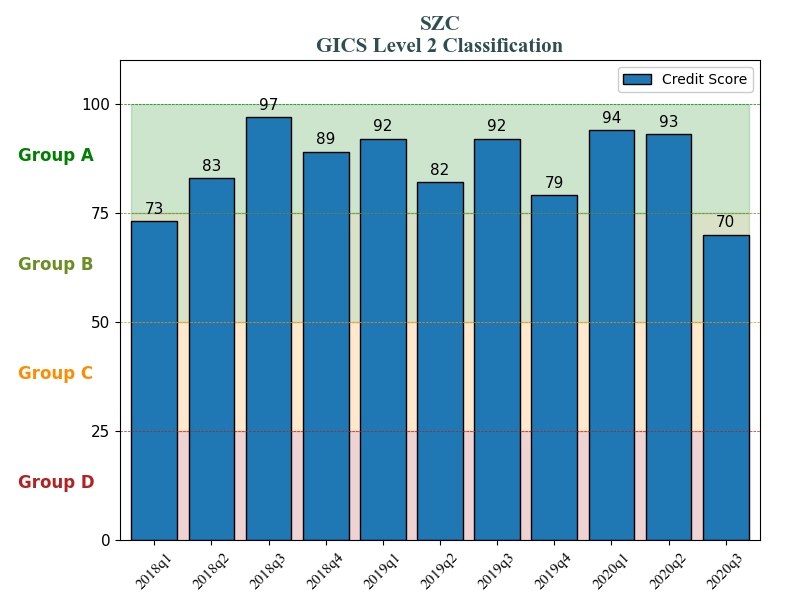 SZC
GICS Level 2 Classification
Credit Score
100
75
50
25
0
Group A
Group B
Group C
Group D
73
83
97
89
92
82
92
79
94
93
70
2018q1
2018q2
2018q3
2018q4
2019q1
2019q2
2019q3
2019q4
2020q1
2020q2
2020q3